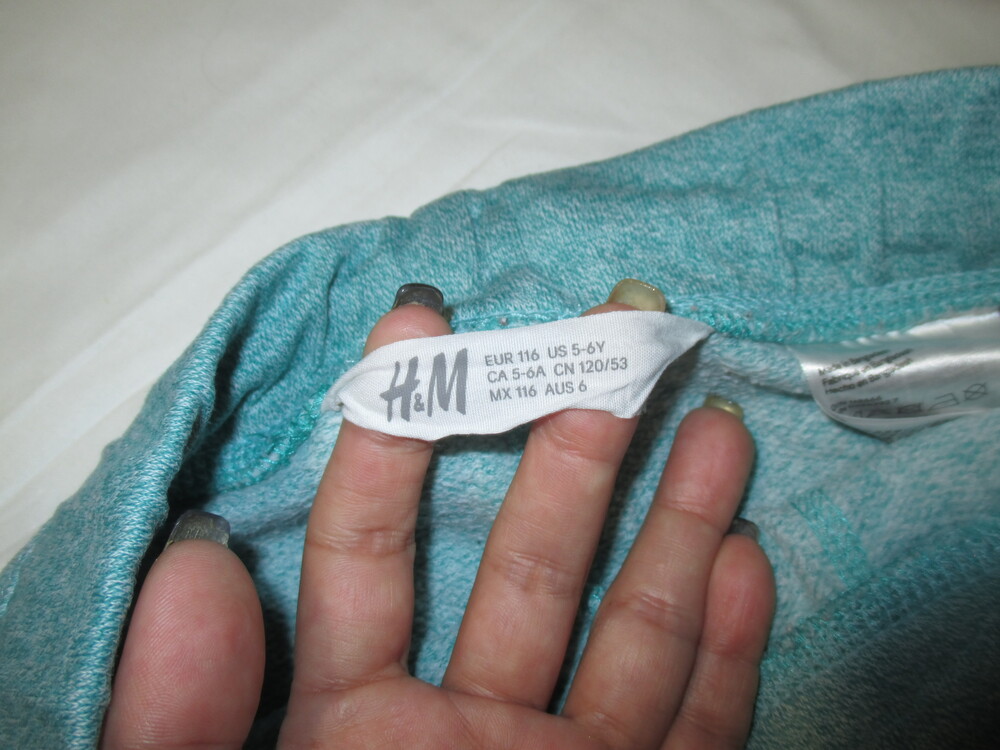 H&M
EUR 116 US 5-6Y
CA 5-6A CN 120/53
MX 116 AUS 6